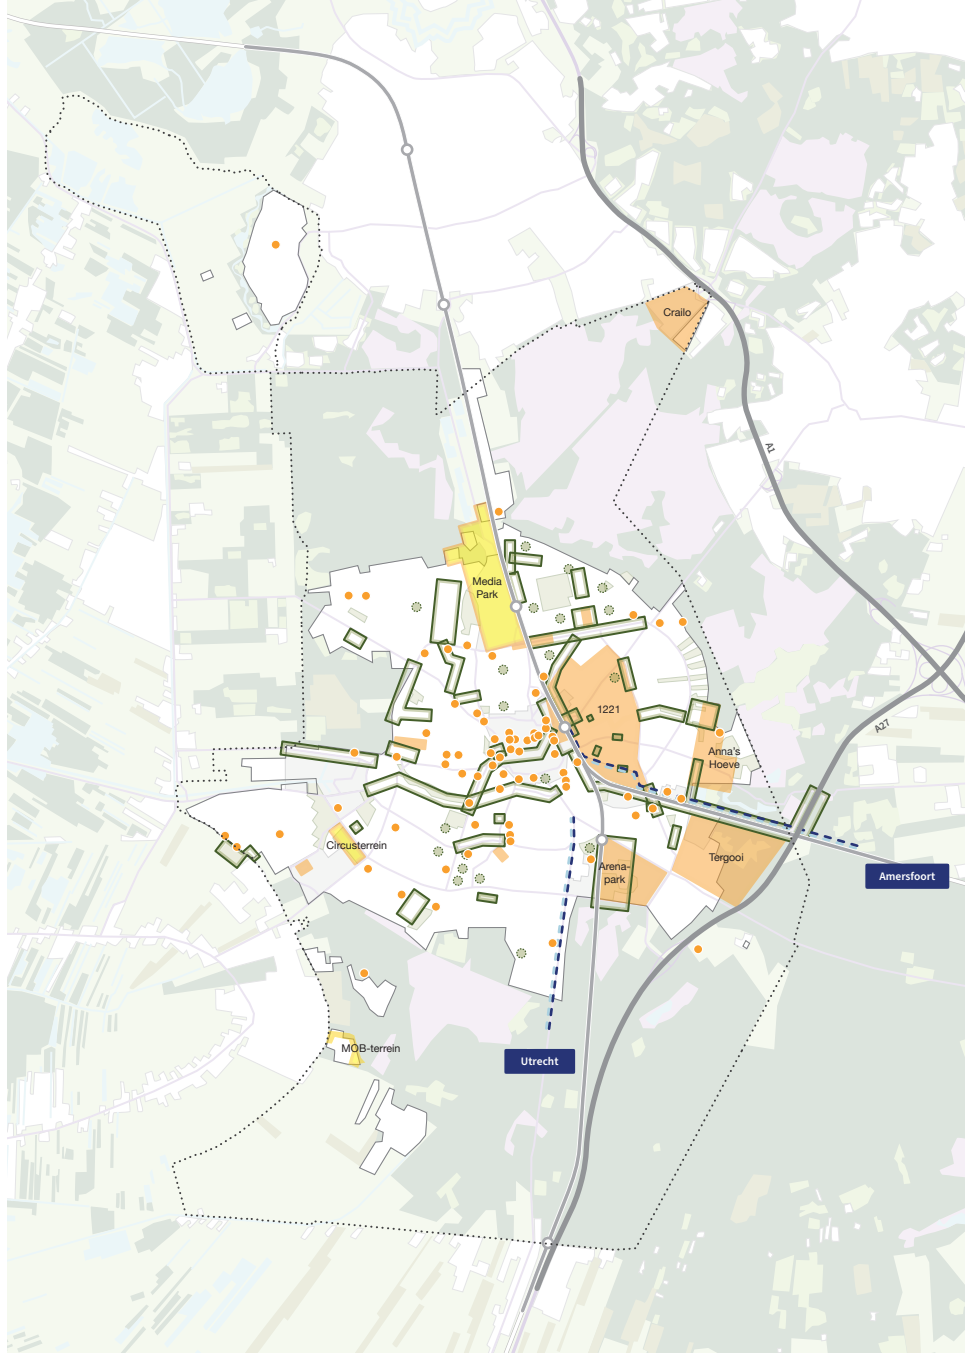 Crailo
A1
Media
Park
1221
A27
Anna's
Hoeve
Circusterrein
Tergooi
Arena-
park
Amersfoort
MOB-terrein
Utrecht